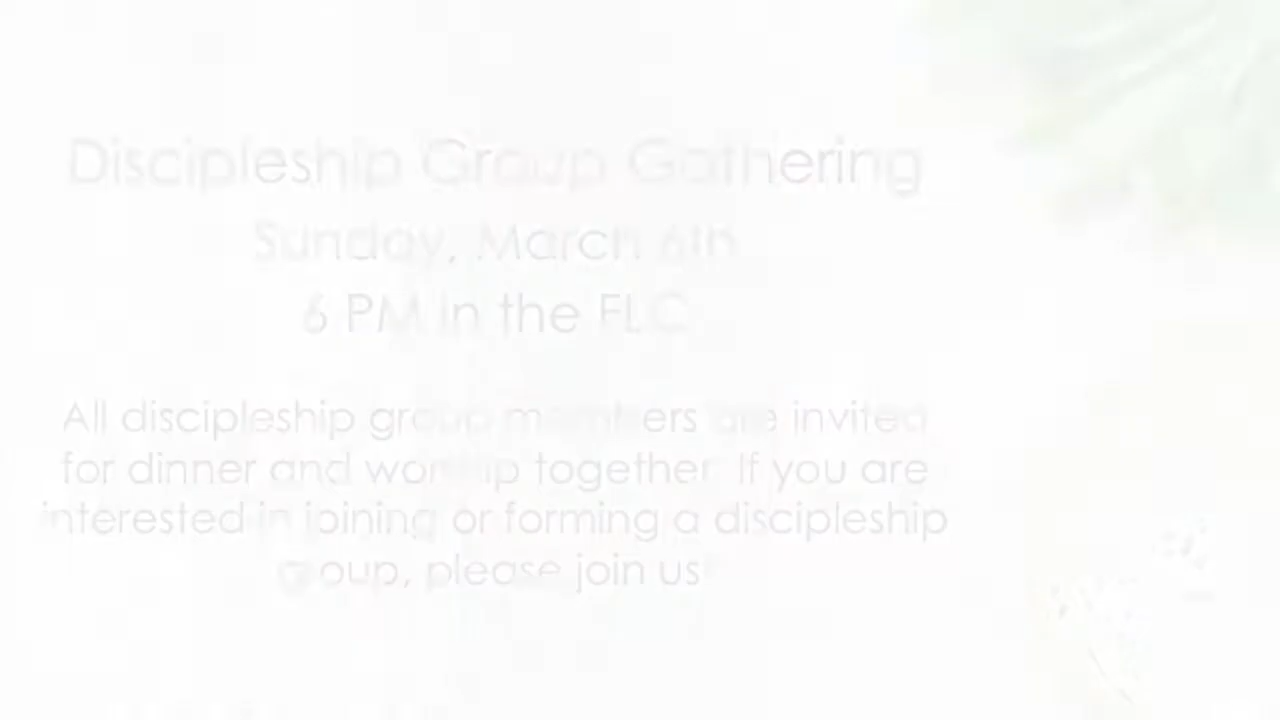 Discipleship Group Gathering
Sunday, March 6th
6 PM in the FLC
All discipleship group members are invited
for dinner and worship together. If you are
interested in joining or forming a discipleship
group, please join us!